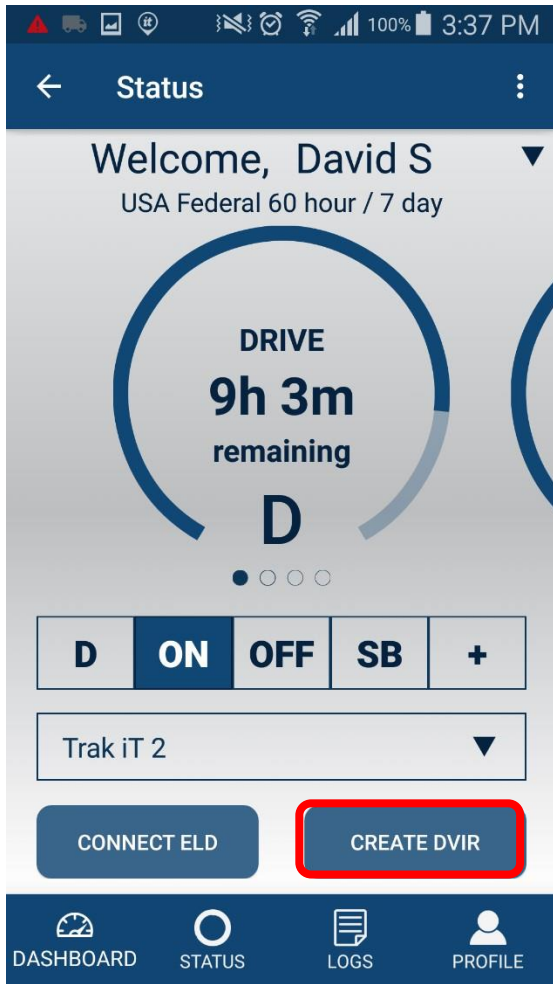 it 100% 3:37 PM
Status
Welcome, David S
USA Federal 60 hour / 7 day
DRIVE
9h 3m
remaining
D
D ON OFF SB +
Trak iT 2
CONNECT ELD CREATE DVIR
DASHBOARD STATUS LOGS PROFILE